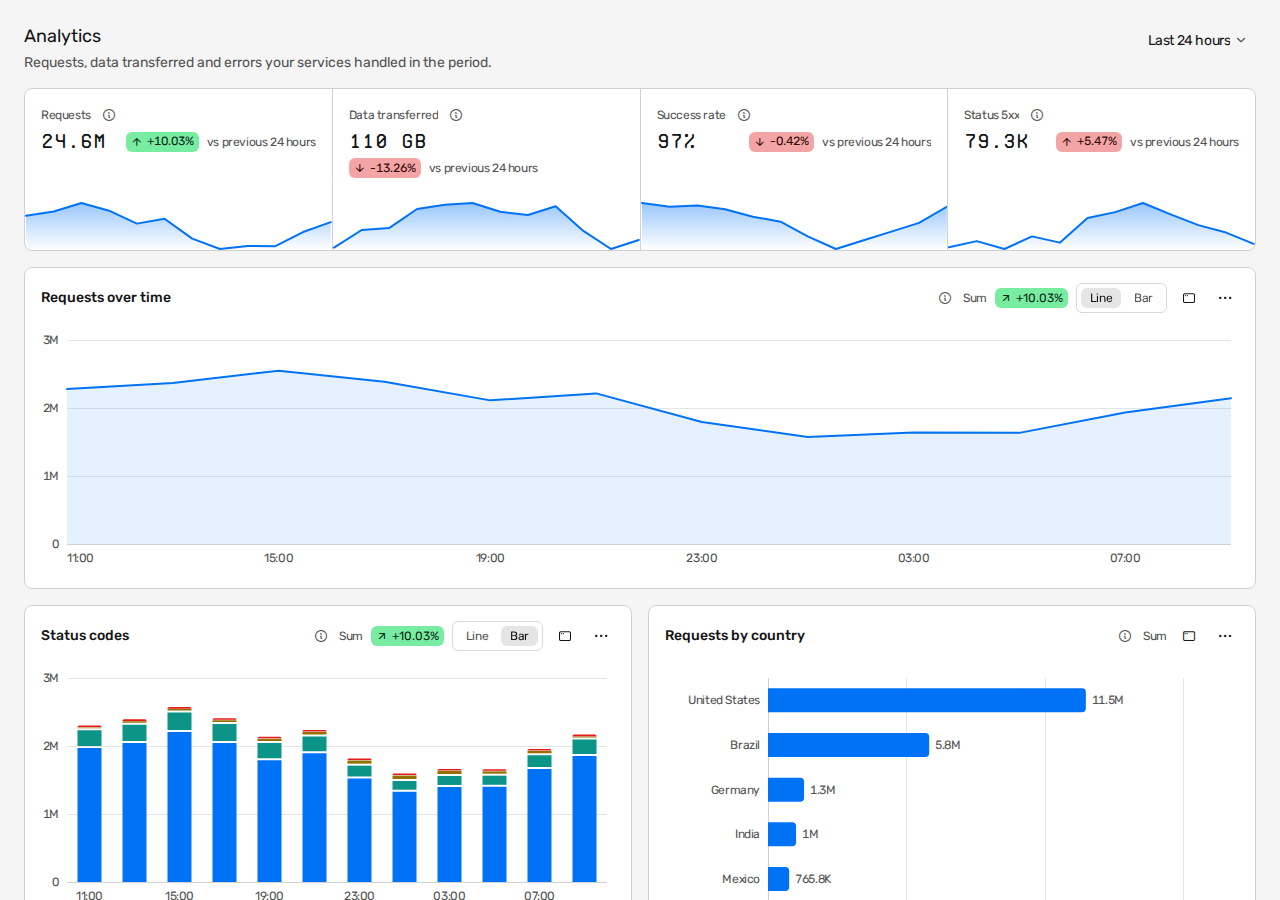 Analytics
Last 24 hours
Requests, data transferred and errors your services handled in the period.
Requests
24.6M +10.03% vs previous 24 hours
Data transferred
110 GB
-13.26% vs previous 24 hours
Success rate
97% -0.42% vs previous 24 hours
Status 5xx
79.3K +5.47% vs previous 24 hours
Requests over time
Sum +10.03% Line Bar
3M
2M
1M
0
11:00 15:00 19:00 23:00 03:00 07:00
Status codes
Sum +10.03% Line Bar
3M
2M
1M
0
11:00 15:00 19:00 23:00 03:00 07:00
Requests by country
Sum
United States 11.5M
Brazil 5.8M
Germany 1.3M
India 1M
Mexico 765.8K